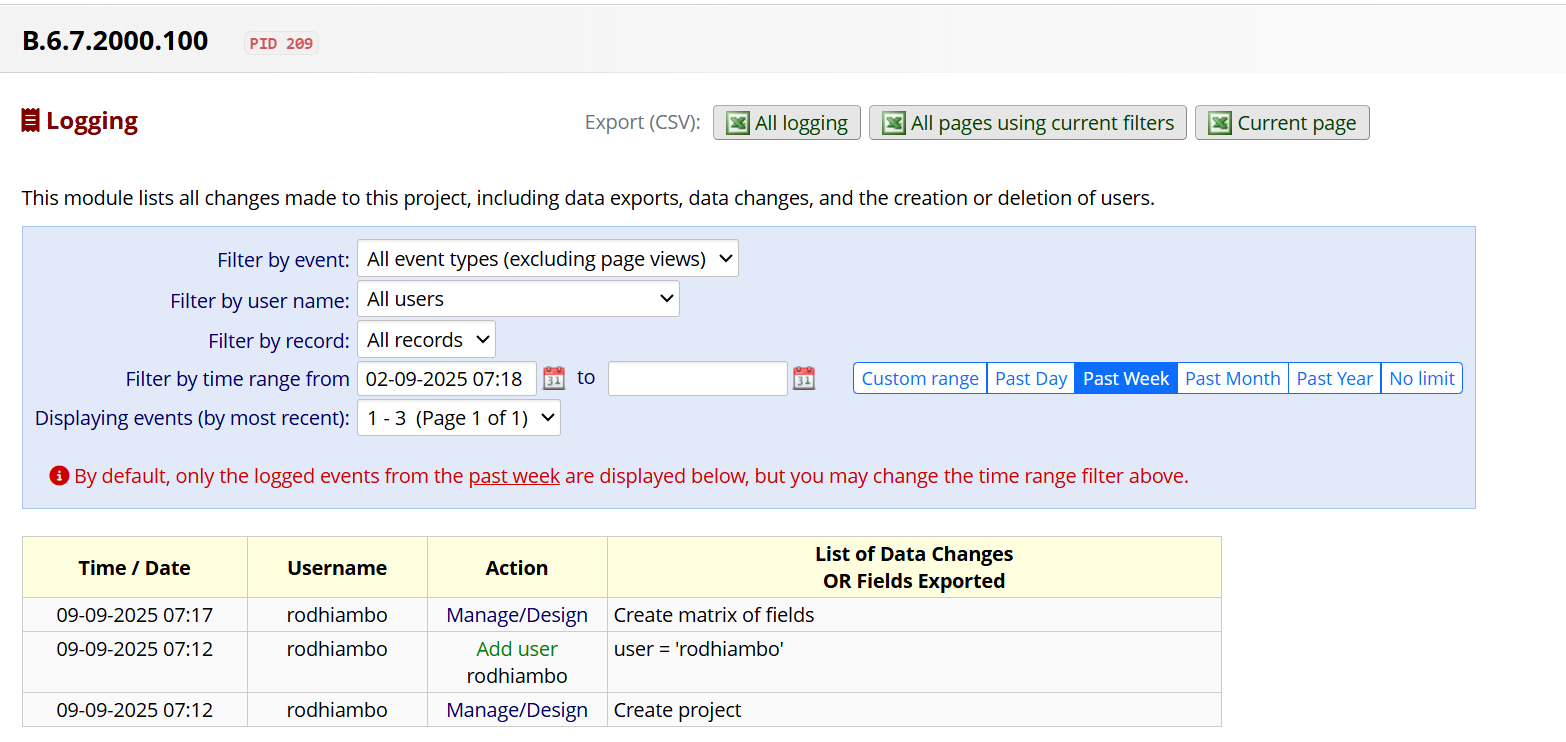 B.6.7.2000.100 PID 209
Logging Export (CSV): All logging All pages using current filters Current page
This module lists all changes made to this project, including data exports, data changes, and the creation or deletion of users.
Filter by event: All event types (excluding page views)
Filter by user name: All users
Filter by record: All records
Filter by time range from 02-09-2025 07:18 31 to 31 Custom range Past Day Past Week Past Month Past Year No limit
Displaying events (by most recent): 1 - 3 (Page 1 of 1)
By default, only the logged events from the past week are displayed below, but you may change the time range filter above.
Time / Date Username Action List of Data Changes
OR Fields Exported
09-09-2025 07:17 rodhiambo Manage/Design Create matrix of fields
09-09-2025 07:12 rodhiambo Add user user = 'rodhiambo'
rodhiambo
09-09-2025 07:12 rodhiambo Manage/Design Create project